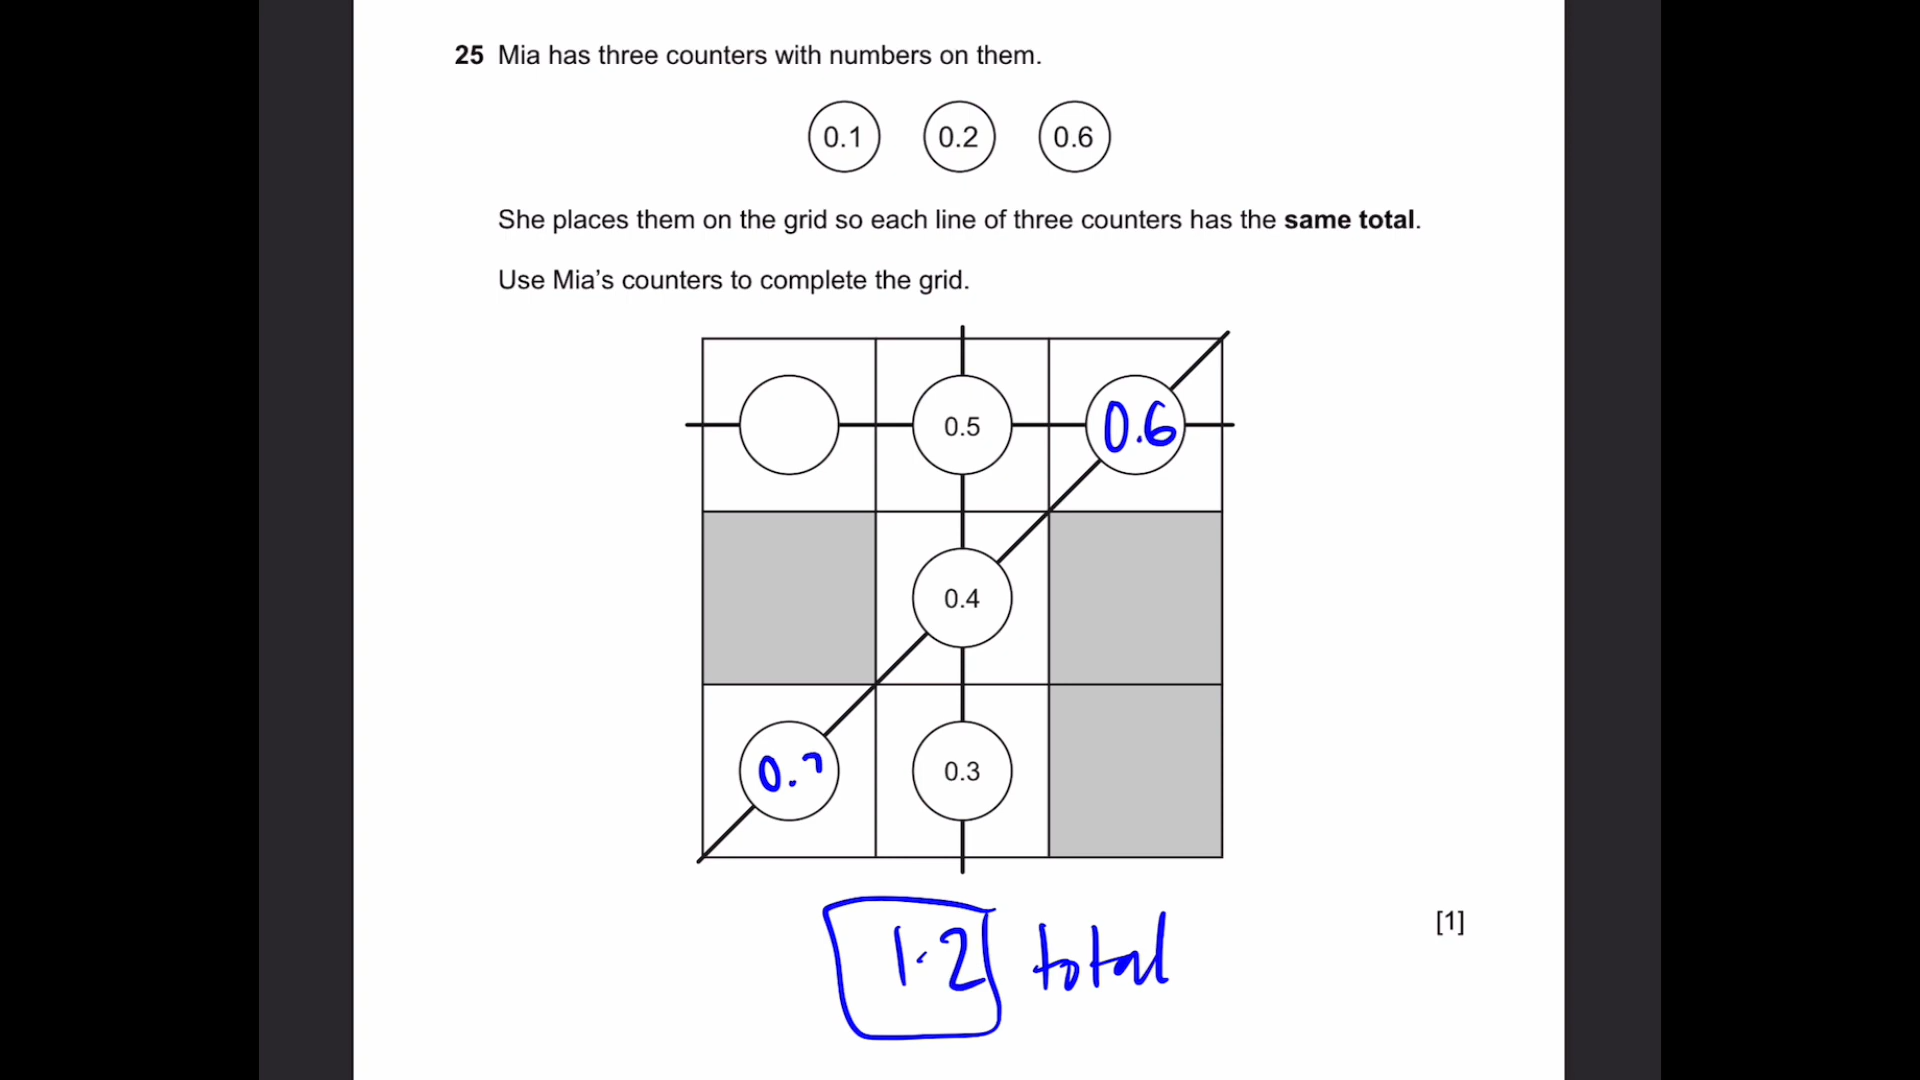 25 Mia has three counters with numbers on them.
0.1 0.2 0.6
She places them on the grid so each line of three counters has the same total.
Use Mia's counters to complete the grid.
0.5 0.6
0.4
0. 0.3
[1]
1.2 total